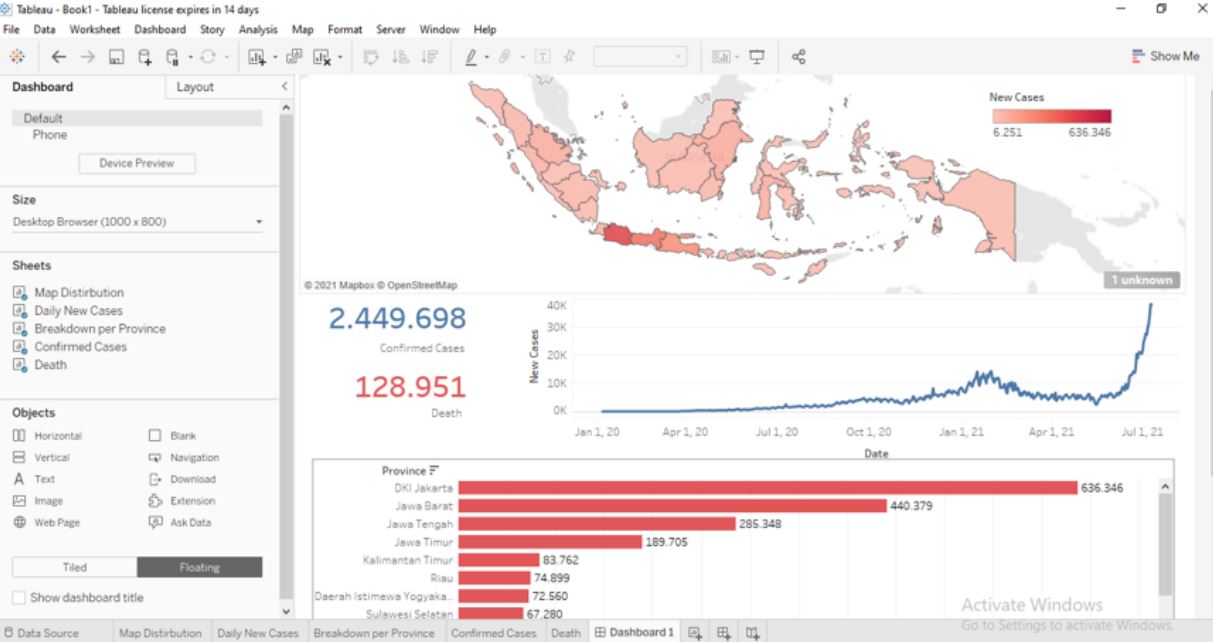 Tableau - Book1 - Tableau license expires in 14 days
File Data Worksheet Dashboard Story Analysis Map Format Server Window Help
Show Me
Dashboard Layout
Default
Phone
Device Preview
Size
Desktop Browser (1000 x 800)
Sheets
Map Distirbution
Daily New Cases
Breakdown per Province
Confirmed Cases
Death
Objects
Horizontal Blank
Vertical Navigation
Text Download
Image Extension
Web Page Ask Data
Tiled Floating
Show dashboard title
New Cases
6.251 636.346
Indonesia
© 2021 Mapbox © OpenStreetMap
1 unknown
2.449.698
Confirmed Cases
128.951
Death
New Cases
40K
30K
20K
10K
0K
Jan 1, 20 Apr 1, 20 Jul 1, 20 Oct 1, 20 Jan 1, 21 Apr 1, 21 Jul 1, 21
Date
Province
DKI Jakarta 636.346
Jawa Barat 440.379
Jawa Tengah 285.348
Jawa Timur 189.705
Kalimantan Timur 83.762
Riau 74.899
Daerah Istimewa Yogyaka.. 72.560
Sulawesi Selatan 67.280
Activate Windows
Go to Settings to activate Windows.
Data Source Map Distirbution Daily New Cases Breakdown per Province Confirmed Cases Death Dashboard 1